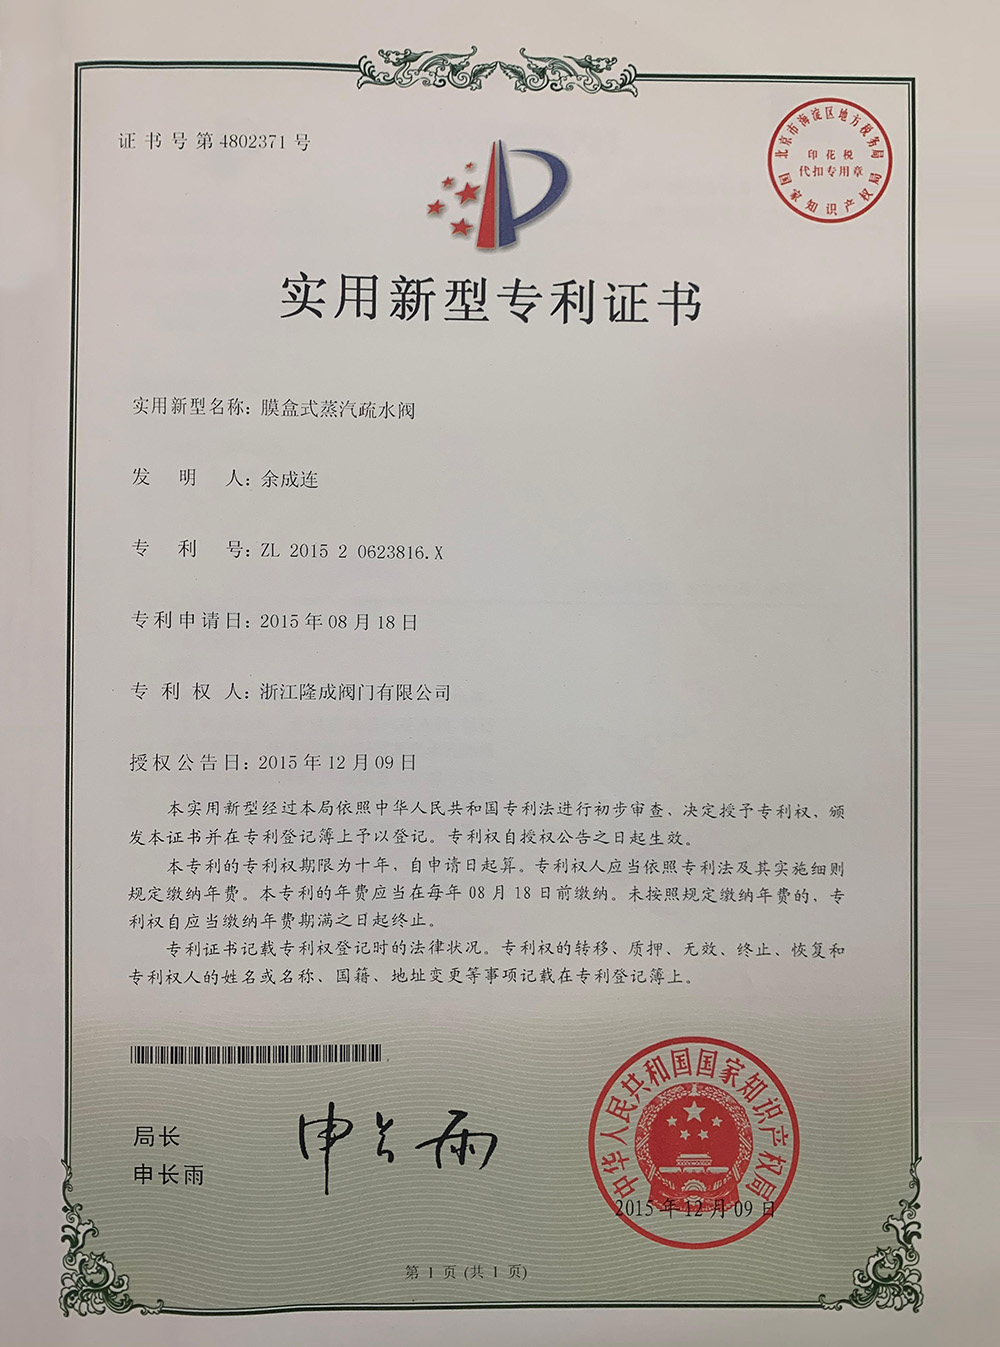 证书号第4802371号
北京市海淀区地方税务局
印花税
代扣专用章
国家知识产权局
实用新型专利证书
实用新型名称：膜盒式蒸汽疏水阀
发明人：余成连
专利号：ZL 2015 2 0623816.X
专利申请日：2015年08月18日
专利权人：浙江隆成阀门有限公司
授权公告日：2015年12月09日
本实用新型经过本局依照中华人民共和国专利法进行初步审查，决定授予专利权，颁
发本证书并在专利登记簿上予以登记。专利权自授权公告之日起生效。
本专利的专利权期限为十年，自申请日起算。专利权人应当依照专利法及其实施细则
规定缴纳年费。本专利的年费应当在每年08月18日前缴纳。未按照规定缴纳年费的，专
利权自应当缴纳年费期满之日起终止。
专利证书记载专利权登记时的法律状况。专利权的转移、质押、无效、终止、恢复和
专利权人的姓名或名称、国籍、地址变更等事项记载在专利登记簿上。
局长
申长雨
申长雨
中华人民共和国国家知识产权局
2015年12月09日
第1页(共1页)